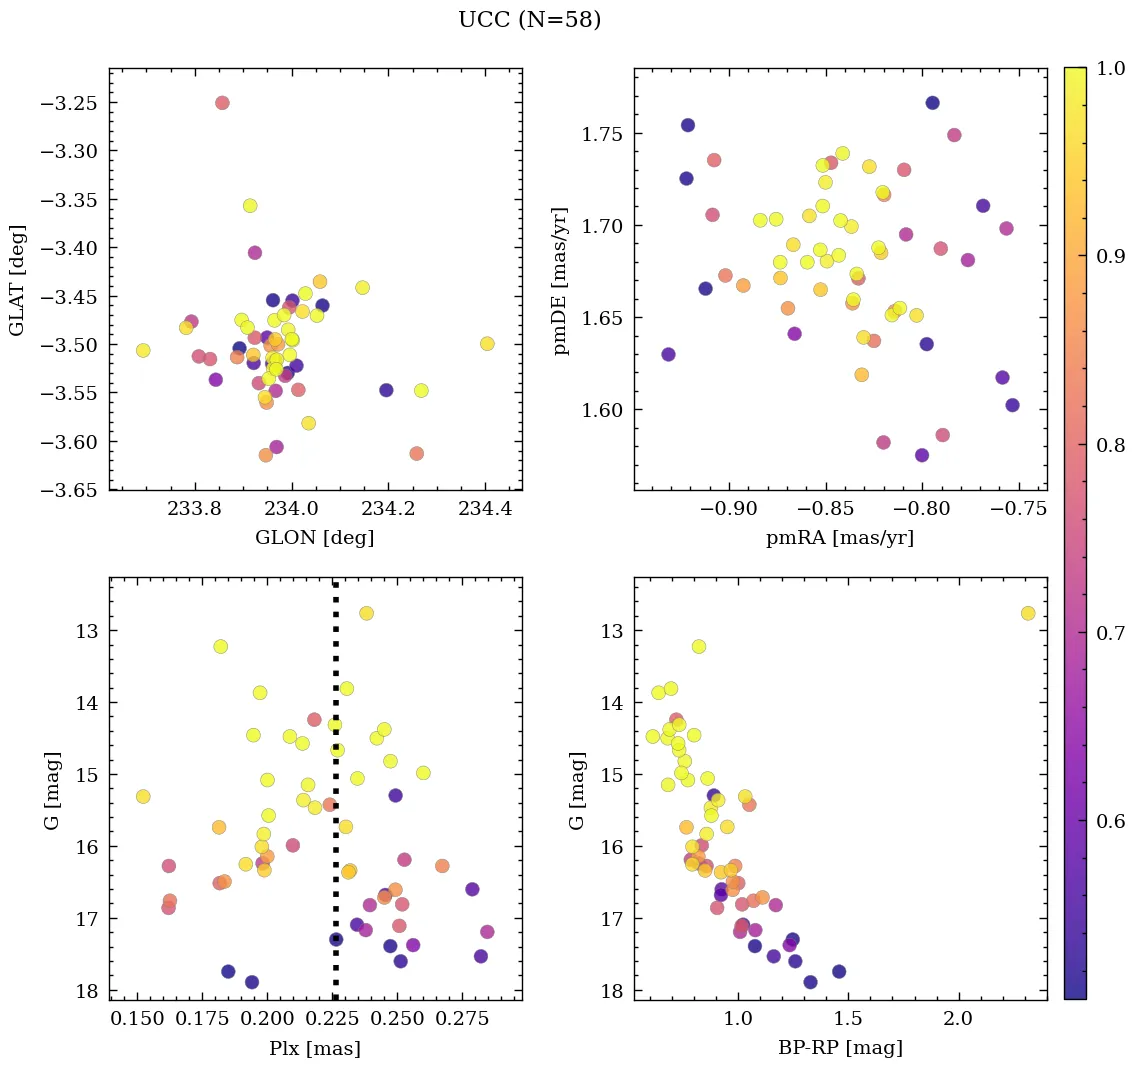 UCC (N=58)
−3.25
−3.30
−3.35
−3.40
−3.45
−3.50
−3.55
−3.60
−3.65
GLAT [deg]
233.8 234.0 234.2 234.4
GLON [deg]
1.75
1.70
1.65
1.60
pmDE [mas/yr]
−0.90 −0.85 −0.80 −0.75
pmRA [mas/yr]
1.0
0.9
0.8
0.7
0.6
13
14
15
16
17
18
G [mag]
0.150 0.175 0.200 0.225 0.250 0.275
Plx [mas]
13
14
15
16
17
18
G [mag]
1.0 1.5 2.0
BP-RP [mag]